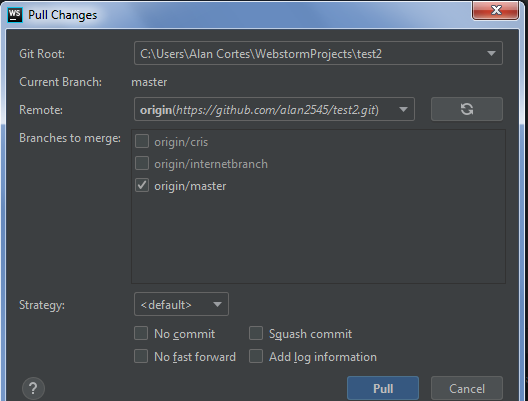 WS Pull Changes
Git Root: C:\Users\Alan Cortes\WebstormProjects\test2
Current Branch: master
Remote: origin(https://github.com/alan2545/test2.git)
Branches to merge: origin/cris
origin/internetbranch
origin/master
Strategy: <default>
No commit Squash commit
No fast forward Add log information
? Pull Cancel